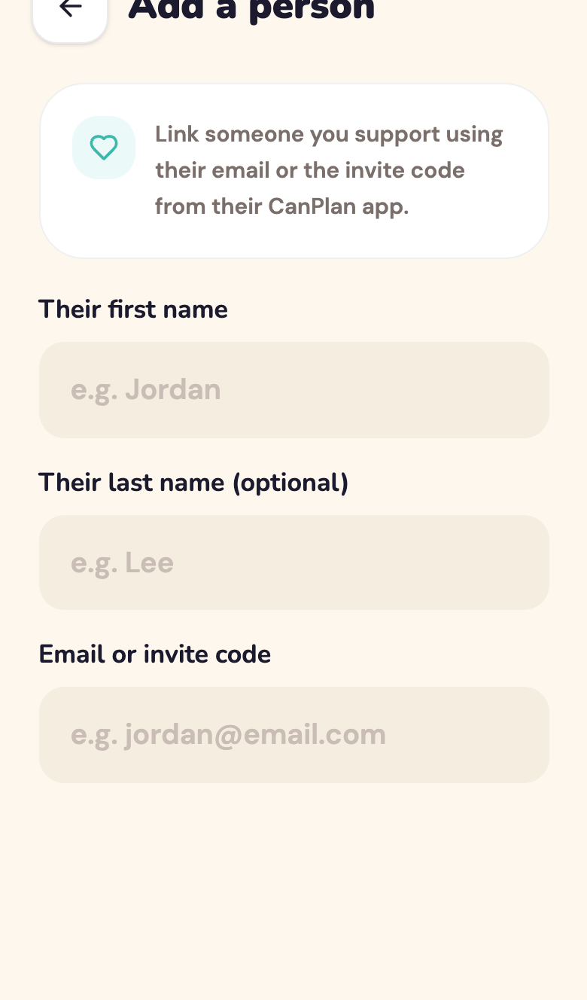 Add a person
Link someone you support using
their email or the invite code
from their CanPlan app.
Their first name
e.g. Jordan
Their last name (optional)
e.g. Lee
Email or invite code
e.g. jordan@email.com